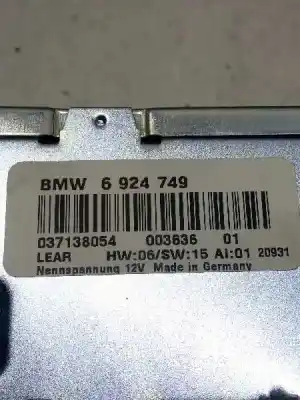 BMW 6 924 749
037138054 003636 01
LEAR HW:06/SW:15 AI:01 20931
Nennspannung 12V Made in Germany